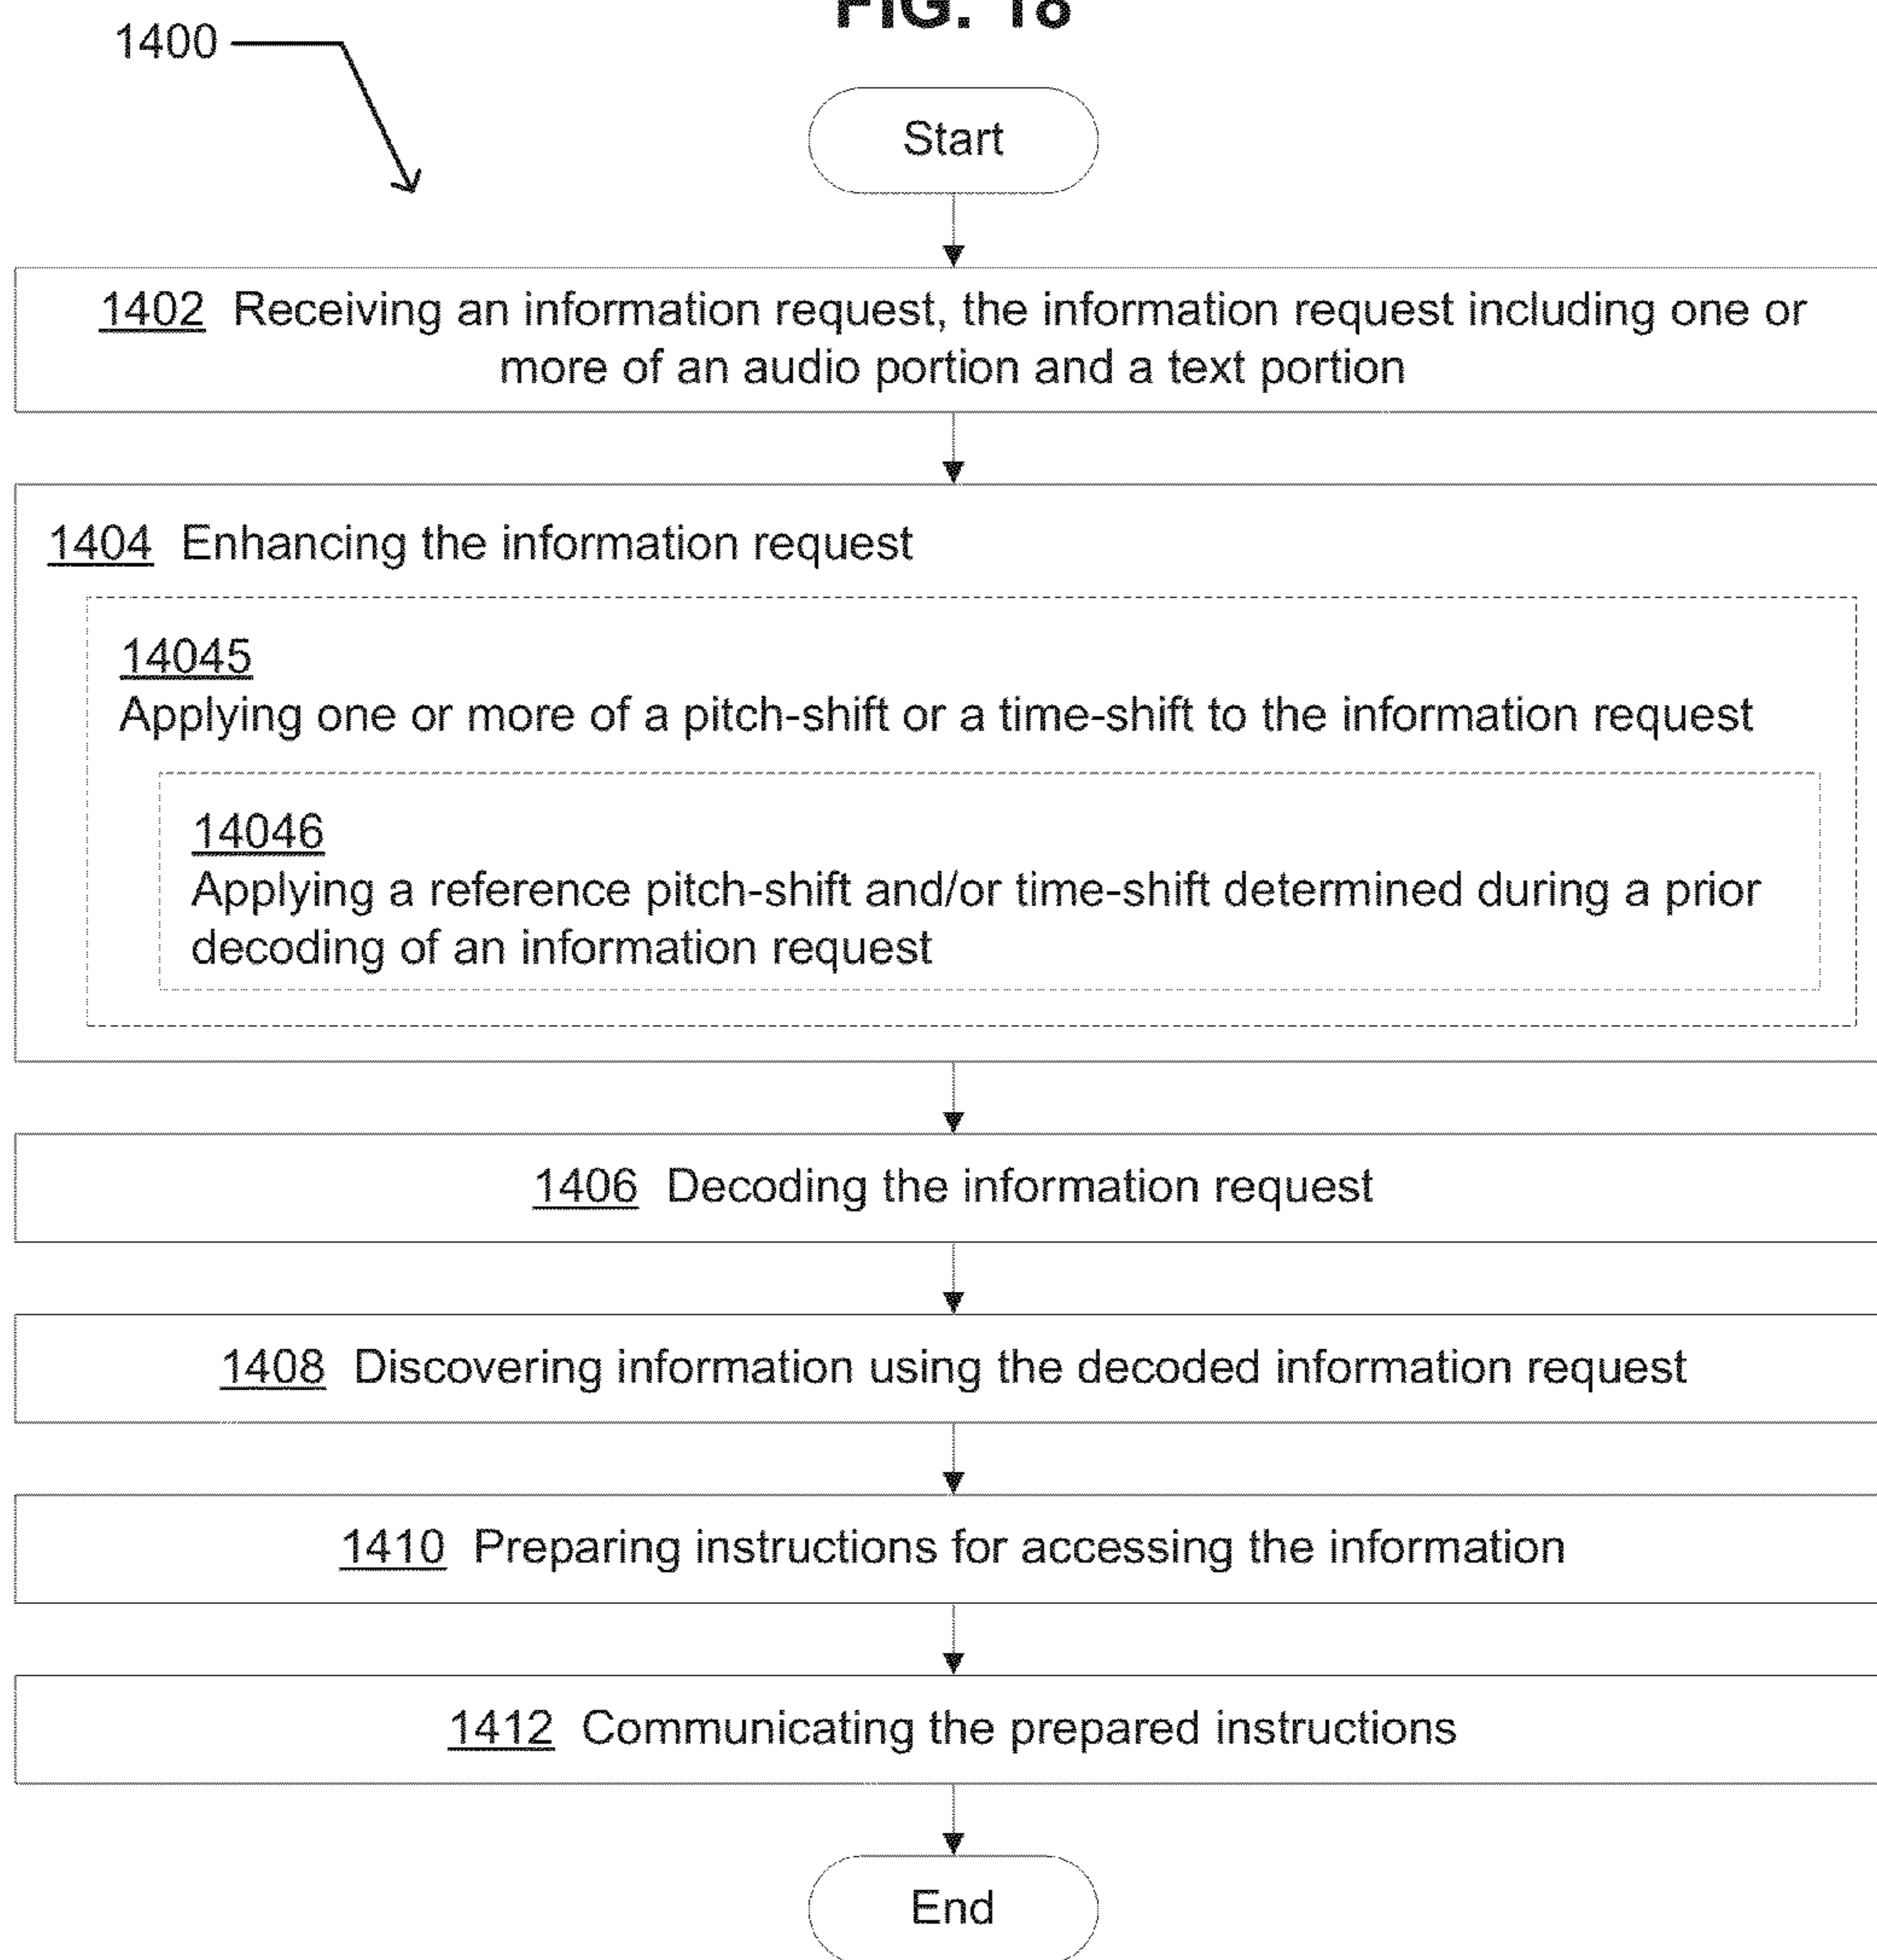 FIG. 18
1400
Start
1402 Receiving an information request, the information request including one or
more of an audio portion and a text portion
1404 Enhancing the information request
14045
Applying one or more of a pitch-shift or a time-shift to the information request
14046
Applying a reference pitch-shift and/or time-shift determined during a prior
decoding of an information request
1406 Decoding the information request
1408 Discovering information using the decoded information request
1410 Preparing instructions for accessing the information
1412 Communicating the prepared instructions
End